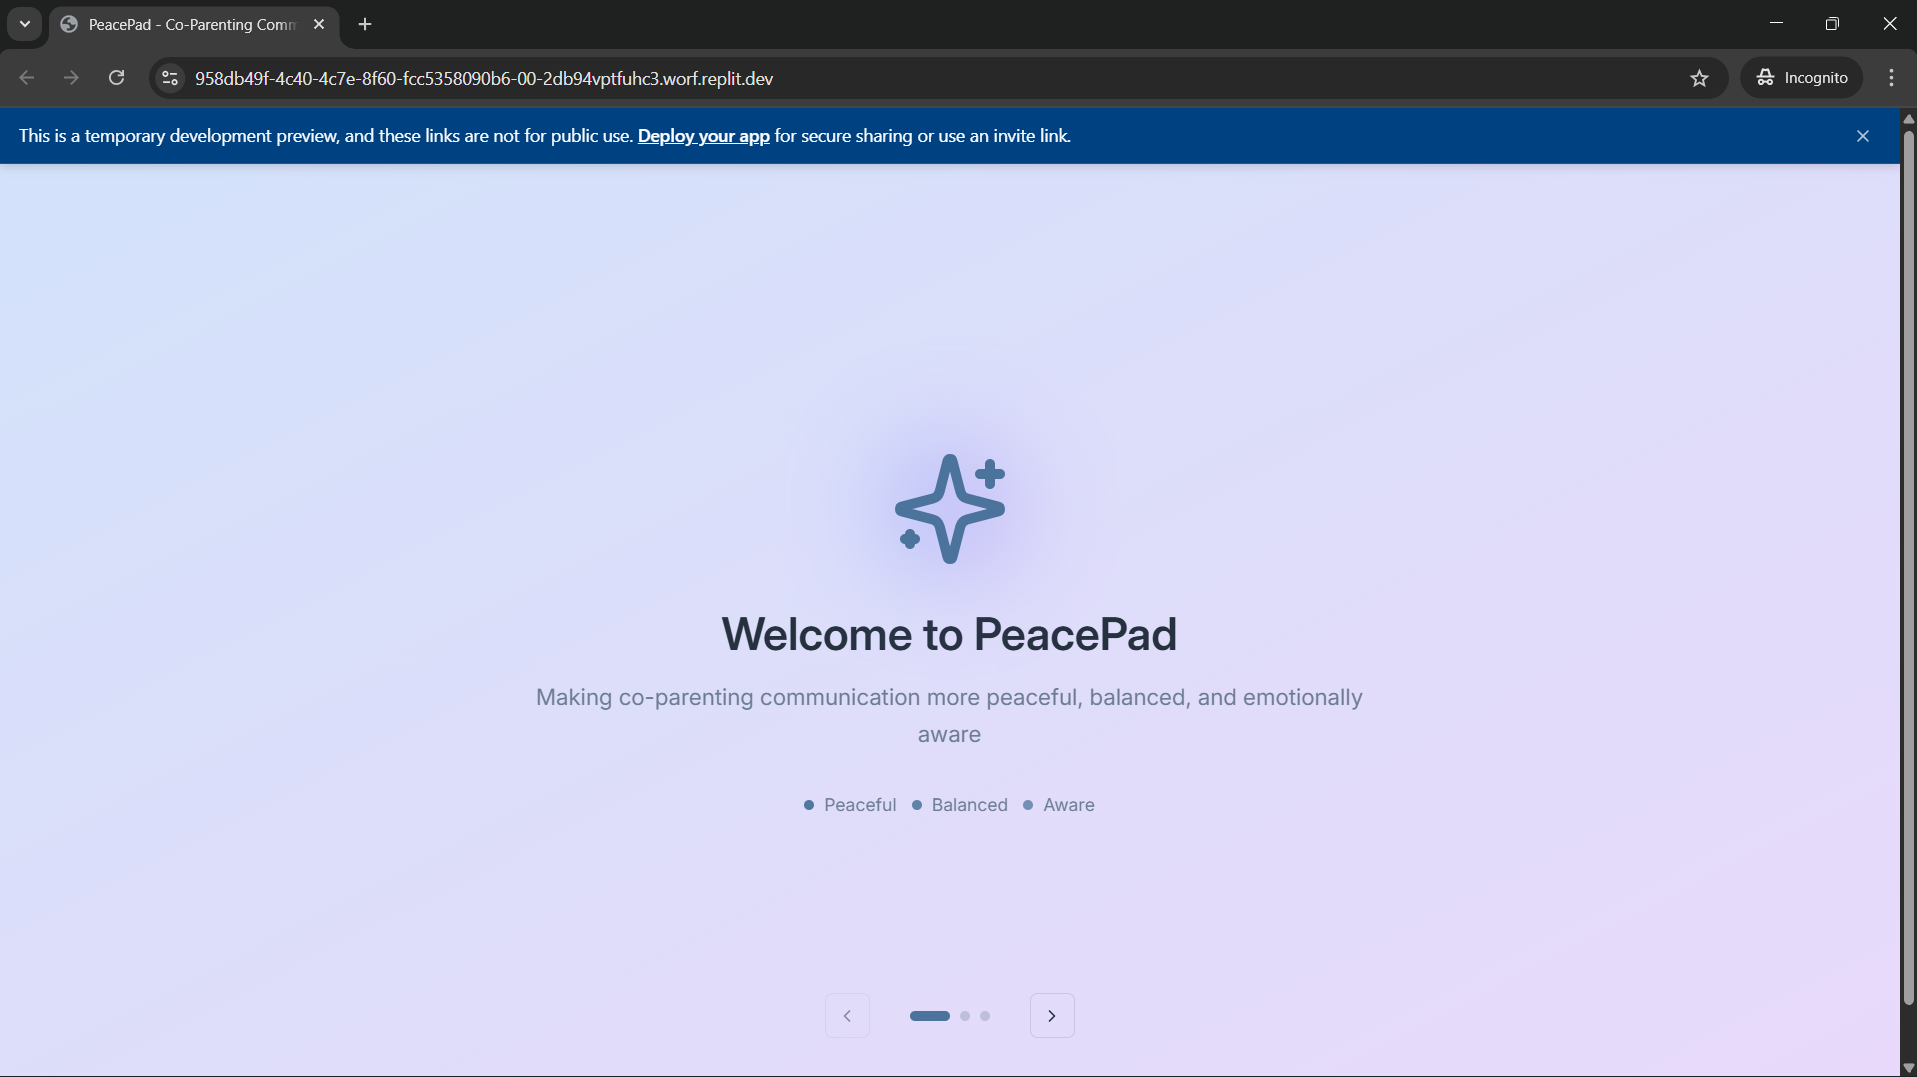 PeacePad - Co-Parenting Comm
958db49f-4c40-4c7e-8f60-fcc5358090b6-00-2db94vptfuhc3.worf.replit.dev
Incognito
This is a temporary development preview, and these links are not for public use. Deploy your app for secure sharing or use an invite link.
Welcome to PeacePad
Making co-parenting communication more peaceful, balanced, and emotionally
aware
Peaceful Balanced Aware